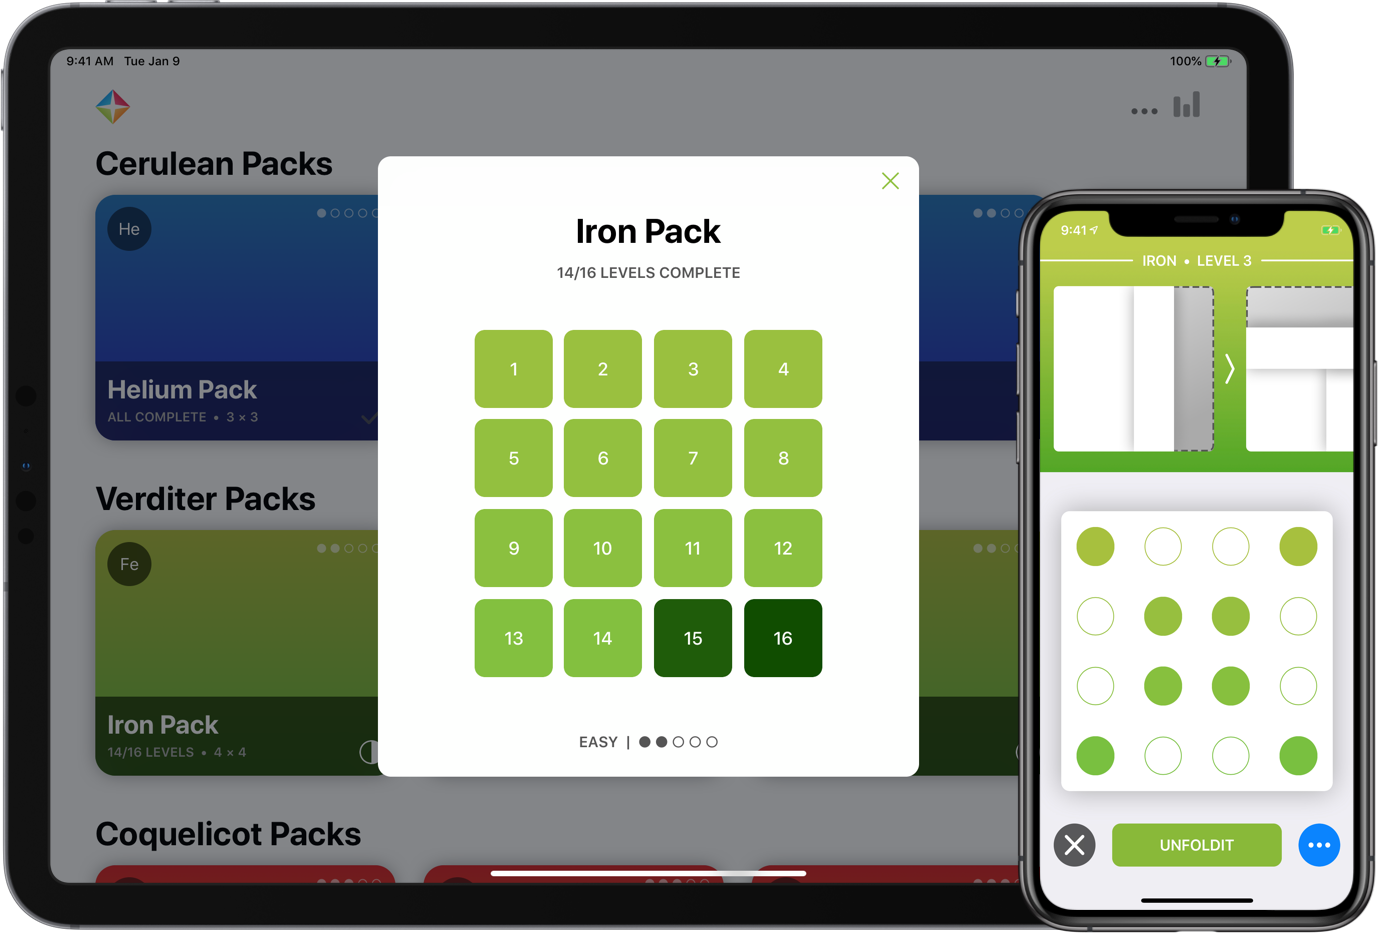 9:41 AM Tue Jan 9
100%
Cerulean Packs
He
Helium Pack
ALL COMPLETE • 3 × 3
Verditer Packs
Fe
Iron Pack
14/16 LEVELS • 4 × 4
Coquelicot Packs
Iron Pack
14/16 LEVELS COMPLETE
1 2 3 4
5 6 7 8
9 10 11 12
13 14 15 16
EASY |
9:41
IRON • LEVEL 3
UNFOLDIT